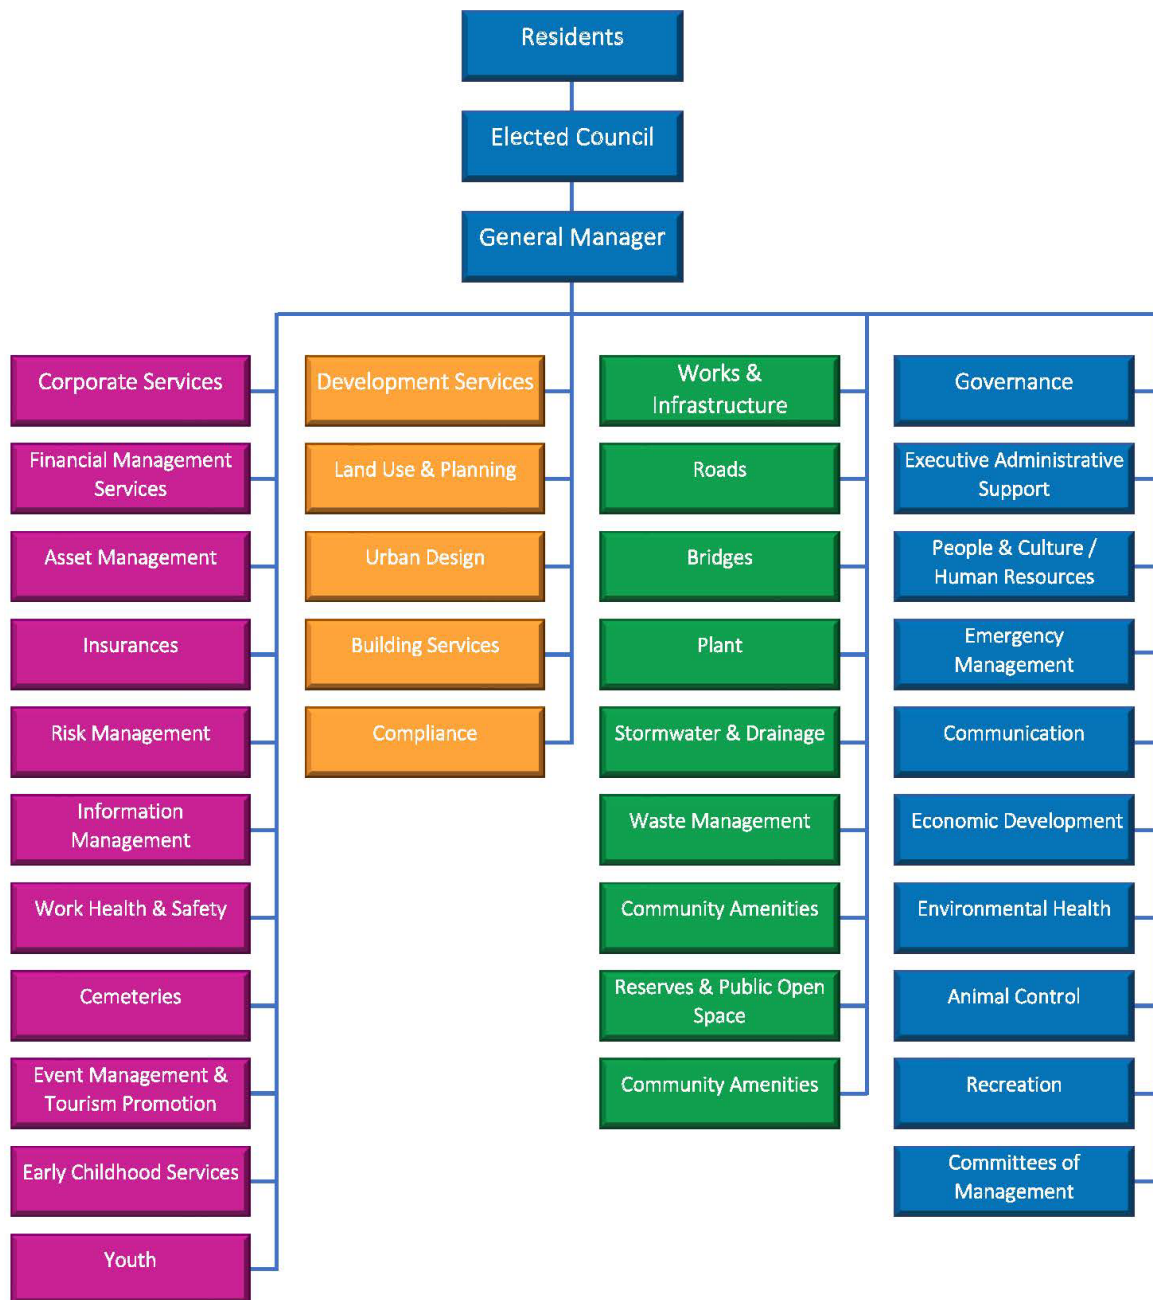 Residents
Elected Council
General Manager
Corporate Services
Financial Management
Services
Asset Management
Insurances
Risk Management
Information
Management
Work Health & Safety
Cemeteries
Event Management &
Tourism Promotion
Early Childhood Services
Youth
Development Services
Land Use & Planning
Urban Design
Building Services
Compliance
Works &
Infrastructure
Roads
Bridges
Plant
Stormwater & Drainage
Waste Management
Community Amenities
Reserves & Public Open
Space
Community Amenities
Governance
Executive Administrative
Support
People & Culture /
Human Resources
Emergency
Management
Communication
Economic Development
Environmental Health
Animal Control
Recreation
Committees of
Management